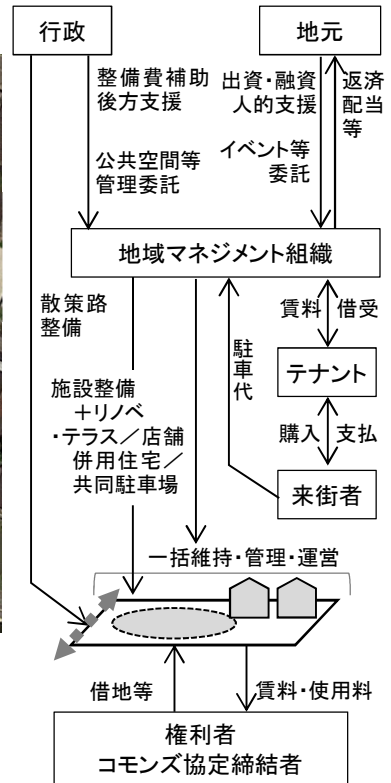 行政
地元
整備費補助
後方支援
公共空間等
管理委託
出資・融資
人的支援
イベント等
委託
返済
配当
等
地域マネジメント組織
散策路
整備
施設整備
＋リノベ
・テラス／店舗
併用住宅／
共同駐車場
駐車代
賃料
借受
テナント
購入
支払
来街者
一括維持・管理・運営
借地等
賃料・使用料
権利者
コモンズ協定締結者